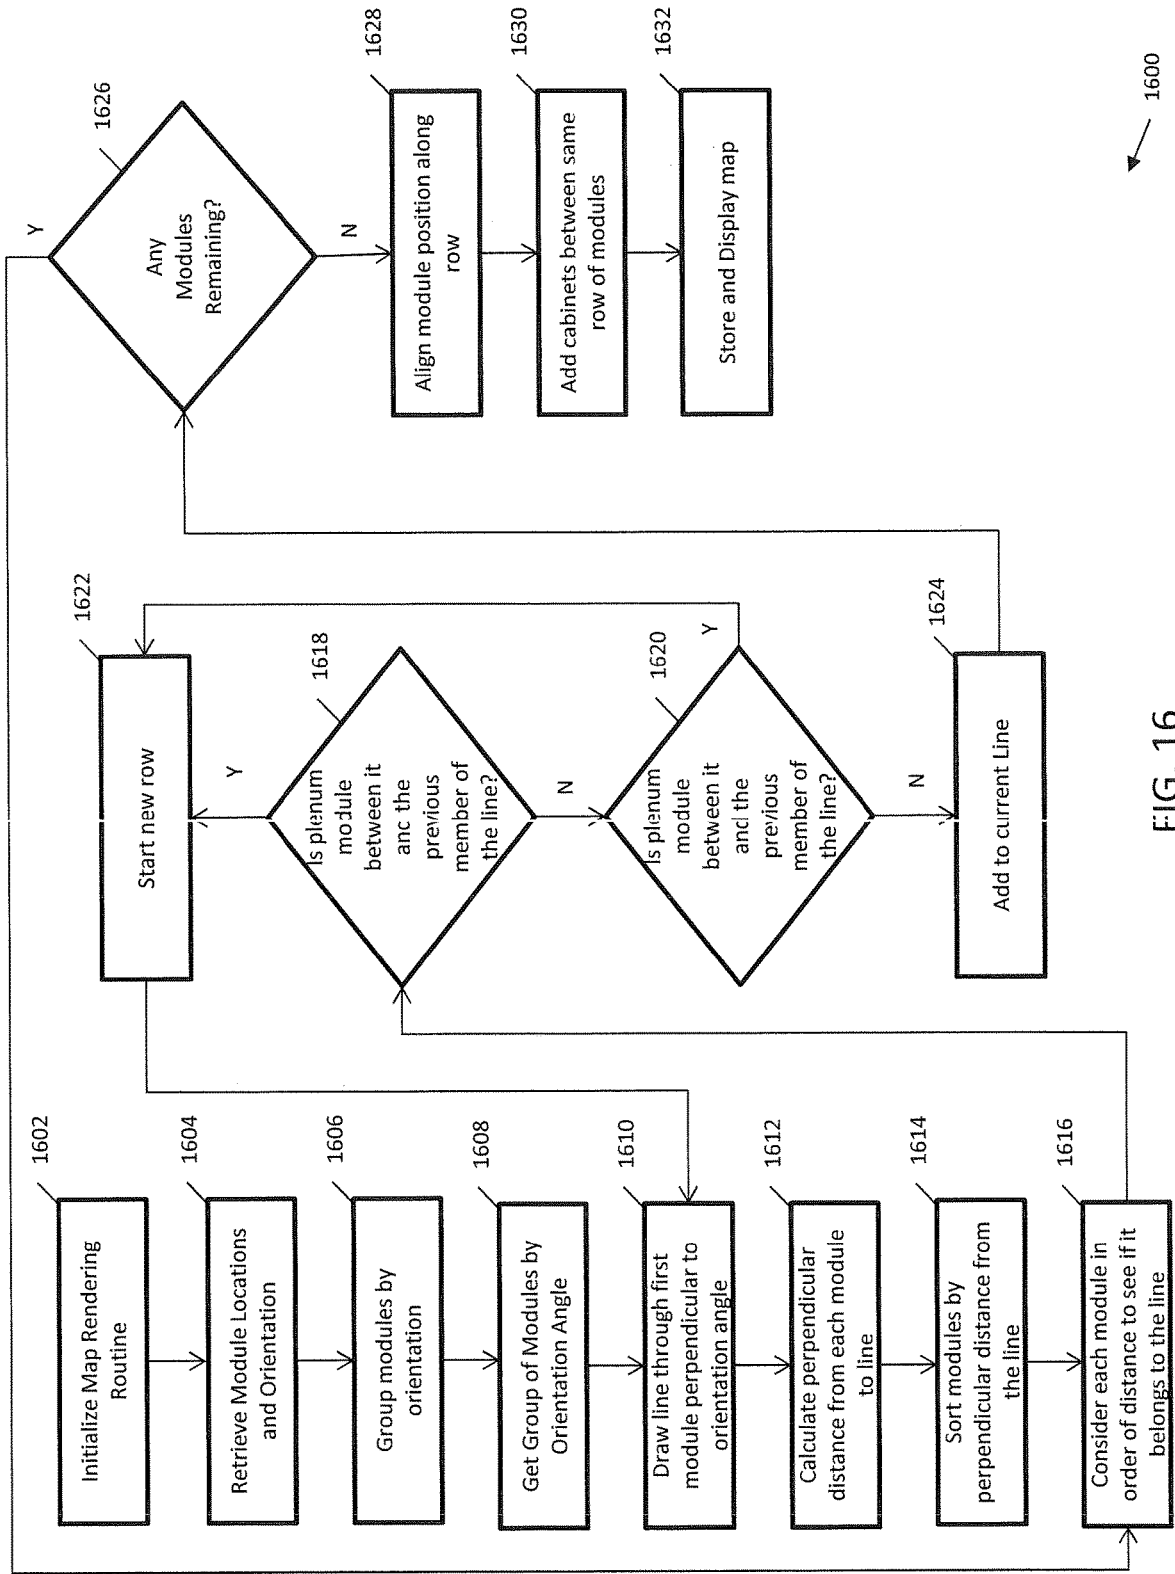 1602
Initialize Map Rendering
Routine
1604
Retrieve Module Locations
and Orientation
1606
Group modules by
orientation
1608
Get Group of Modules by
Orientation Angle
1610
Draw line through first
module perpendicular to
orientation angle
1612
Calculate perpendicular
distance from each module
to line
1614
Sort modules by
perpendicular distance from
the line
1616
Consider each module in
order of distance to see if it
belongs to the line
1622
Start new row
Y
1618
Is plenum
module
between it
and the
previous
member of
the line?
N
1620
Is plenum
module
between it
and the
previous
member of
the line?
Y
N
1624
Add to current Line
Y
1626
Any
Modules
Remaining?
N
1628
Align module position along
row
1630
Add cabinets between same
row of modules
1632
Store and Display map
1600
FIG. 16